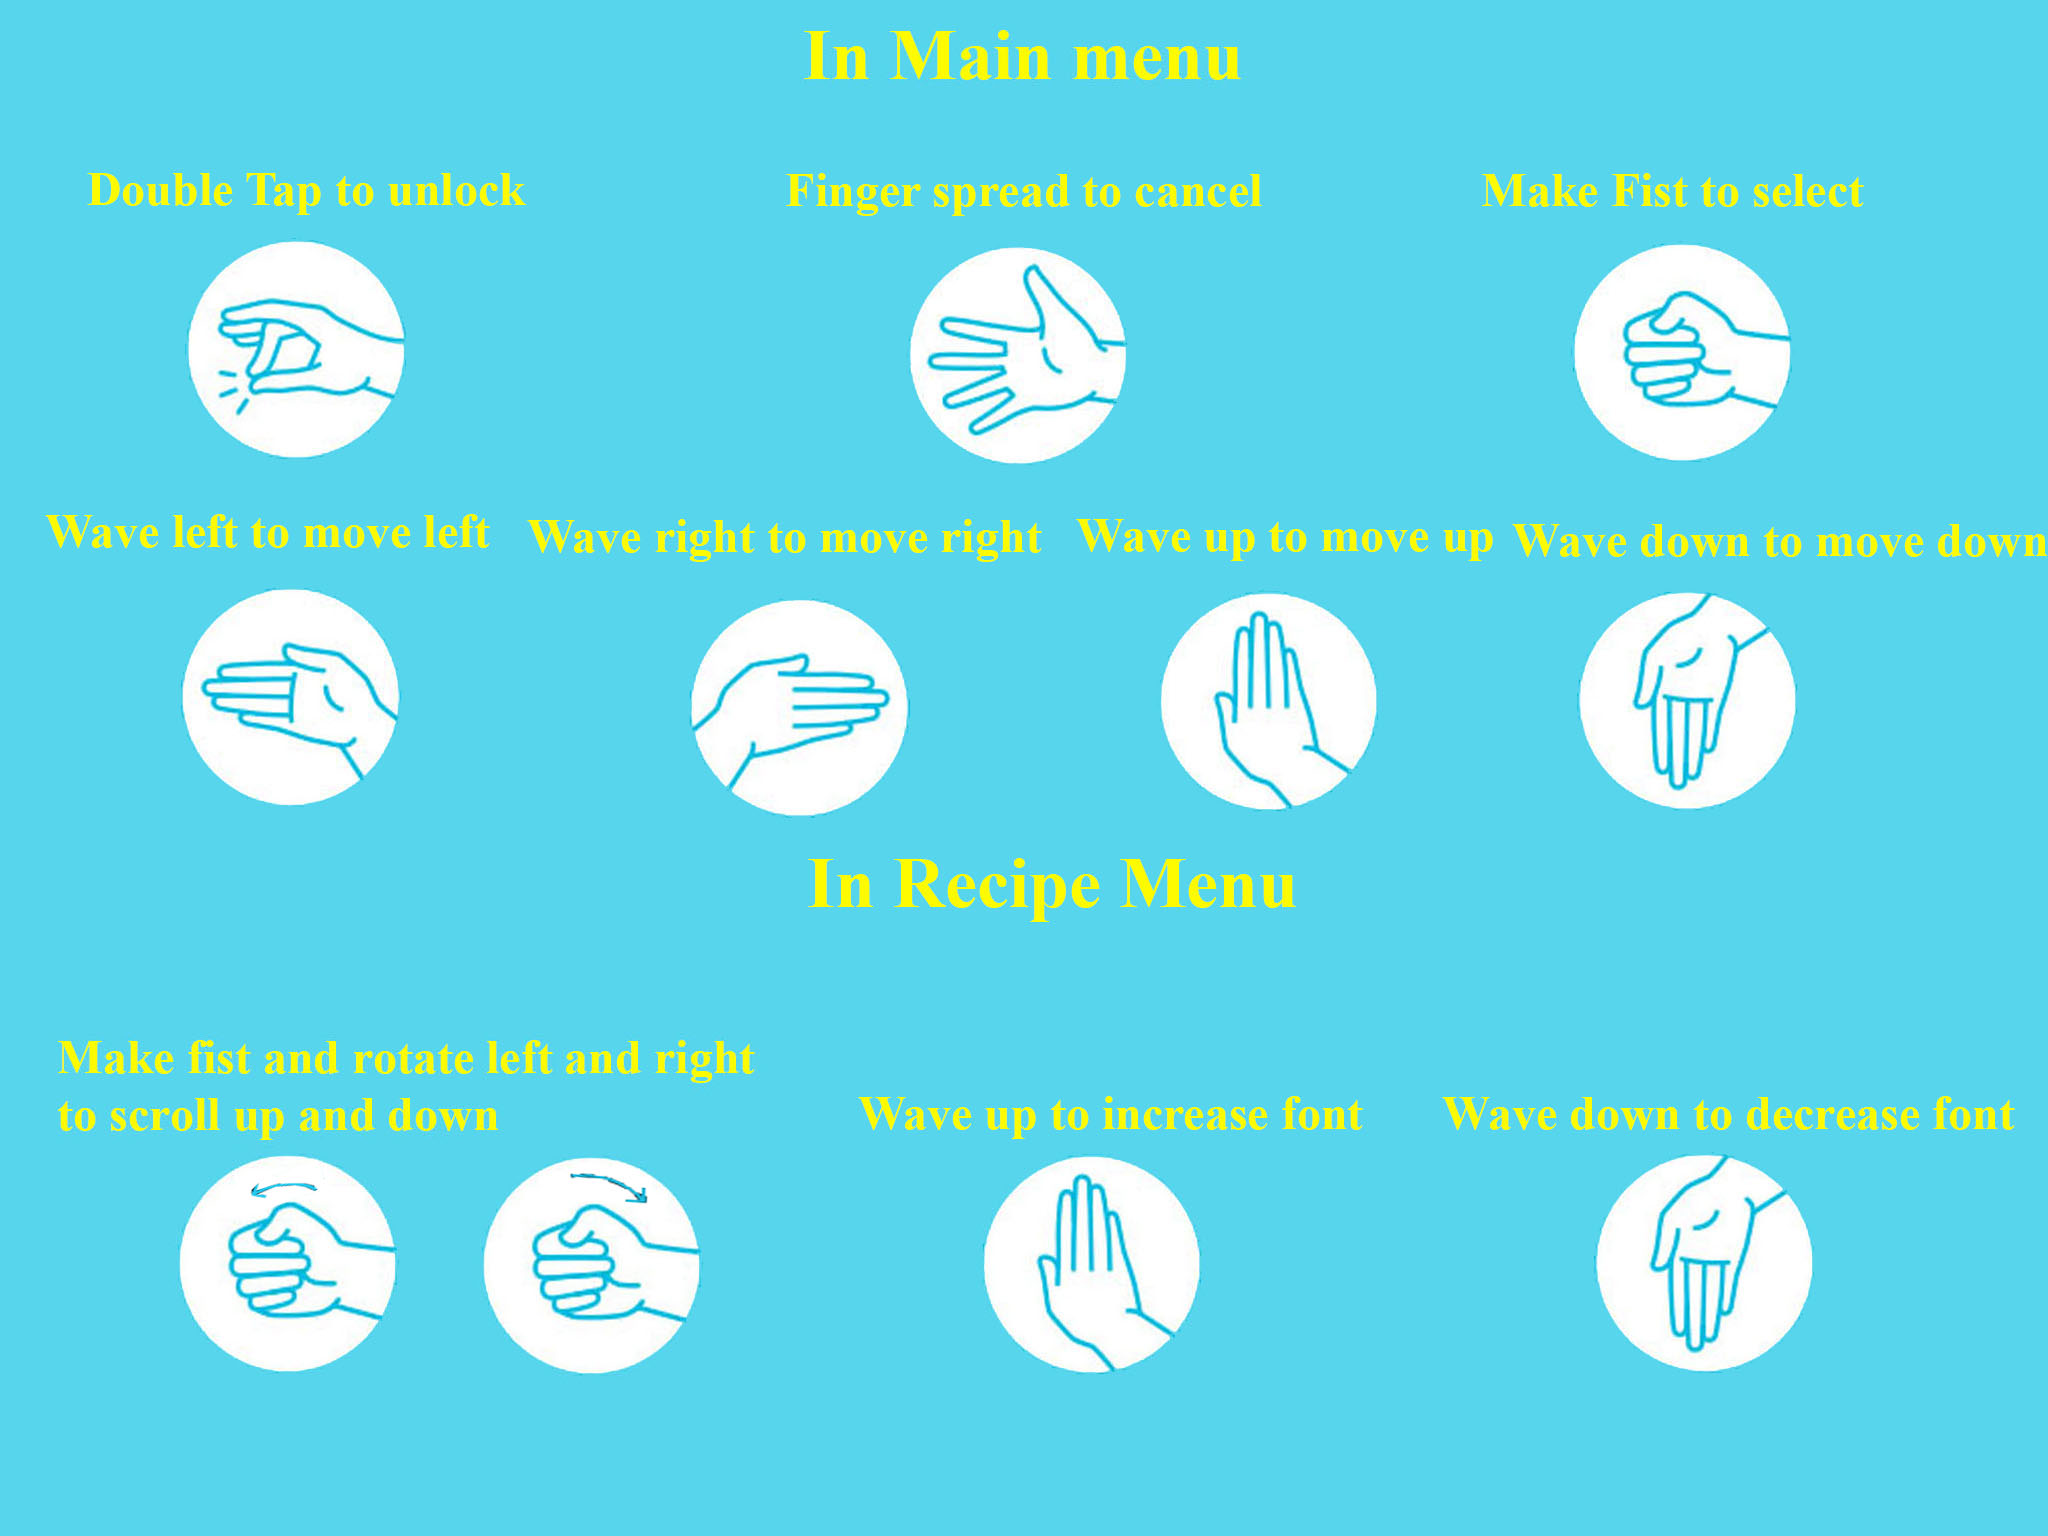 In Main menu
Double Tap to unlock
Finger spread to cancel
Make Fist to select
Wave left to move left
Wave right to move right
Wave up to move up
Wave down to move down
In Recipe Menu
Make fist and rotate left and right
to scroll up and down
Wave up to increase font
Wave down to decrease font